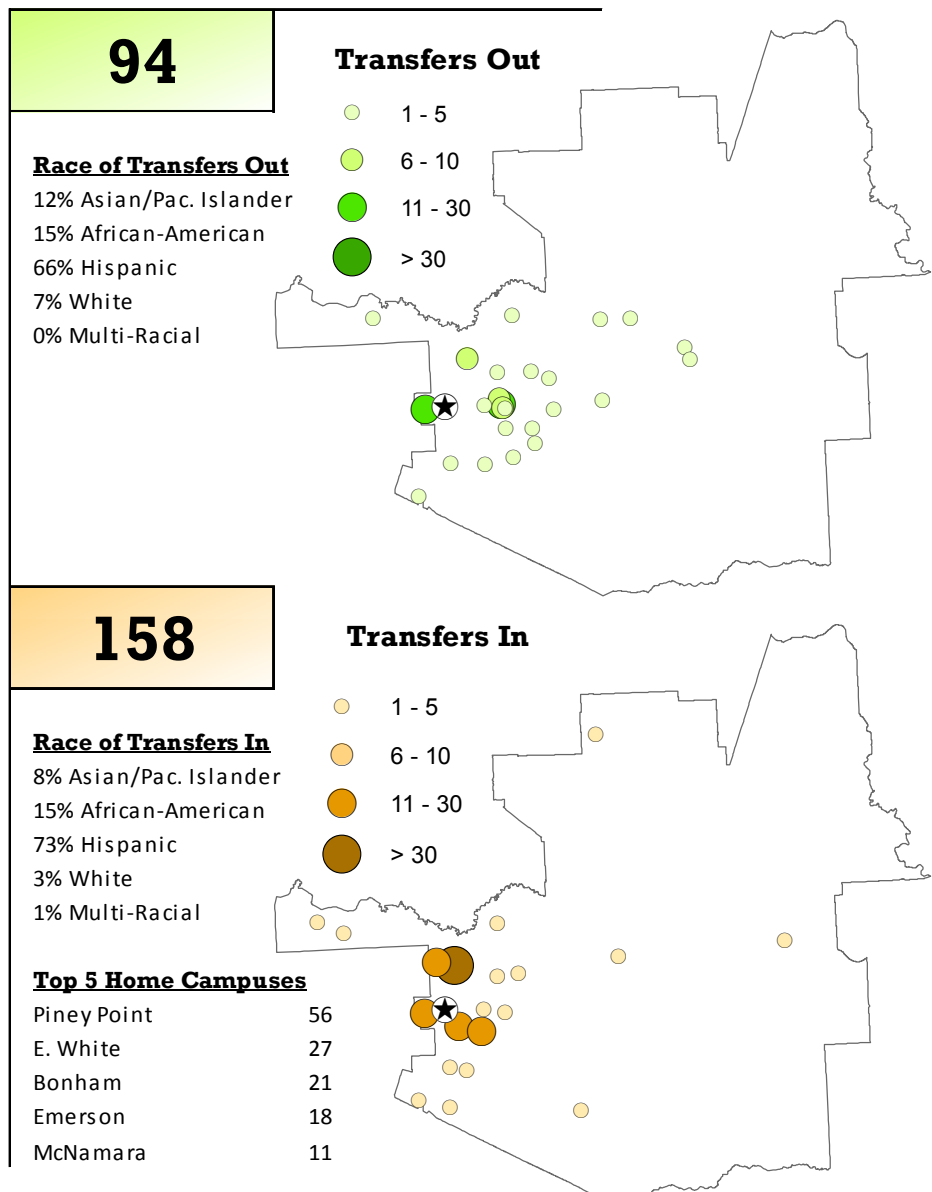 94
Transfers Out
1 - 5
6 - 10
11 - 30
> 30
Race of Transfers Out
12% Asian/Pac. Islander
15% African-American
66% Hispanic
7% White
0% Multi-Racial
158
Transfers In
1 - 5
6 - 10
11 - 30
> 30
Race of Transfers In
8% Asian/Pac. Islander
15% African-American
73% Hispanic
3% White
1% Multi-Racial
Top 5 Home Campuses
Piney Point 56
E. White 27
Bonham 21
Emerson 18
McNamara 11